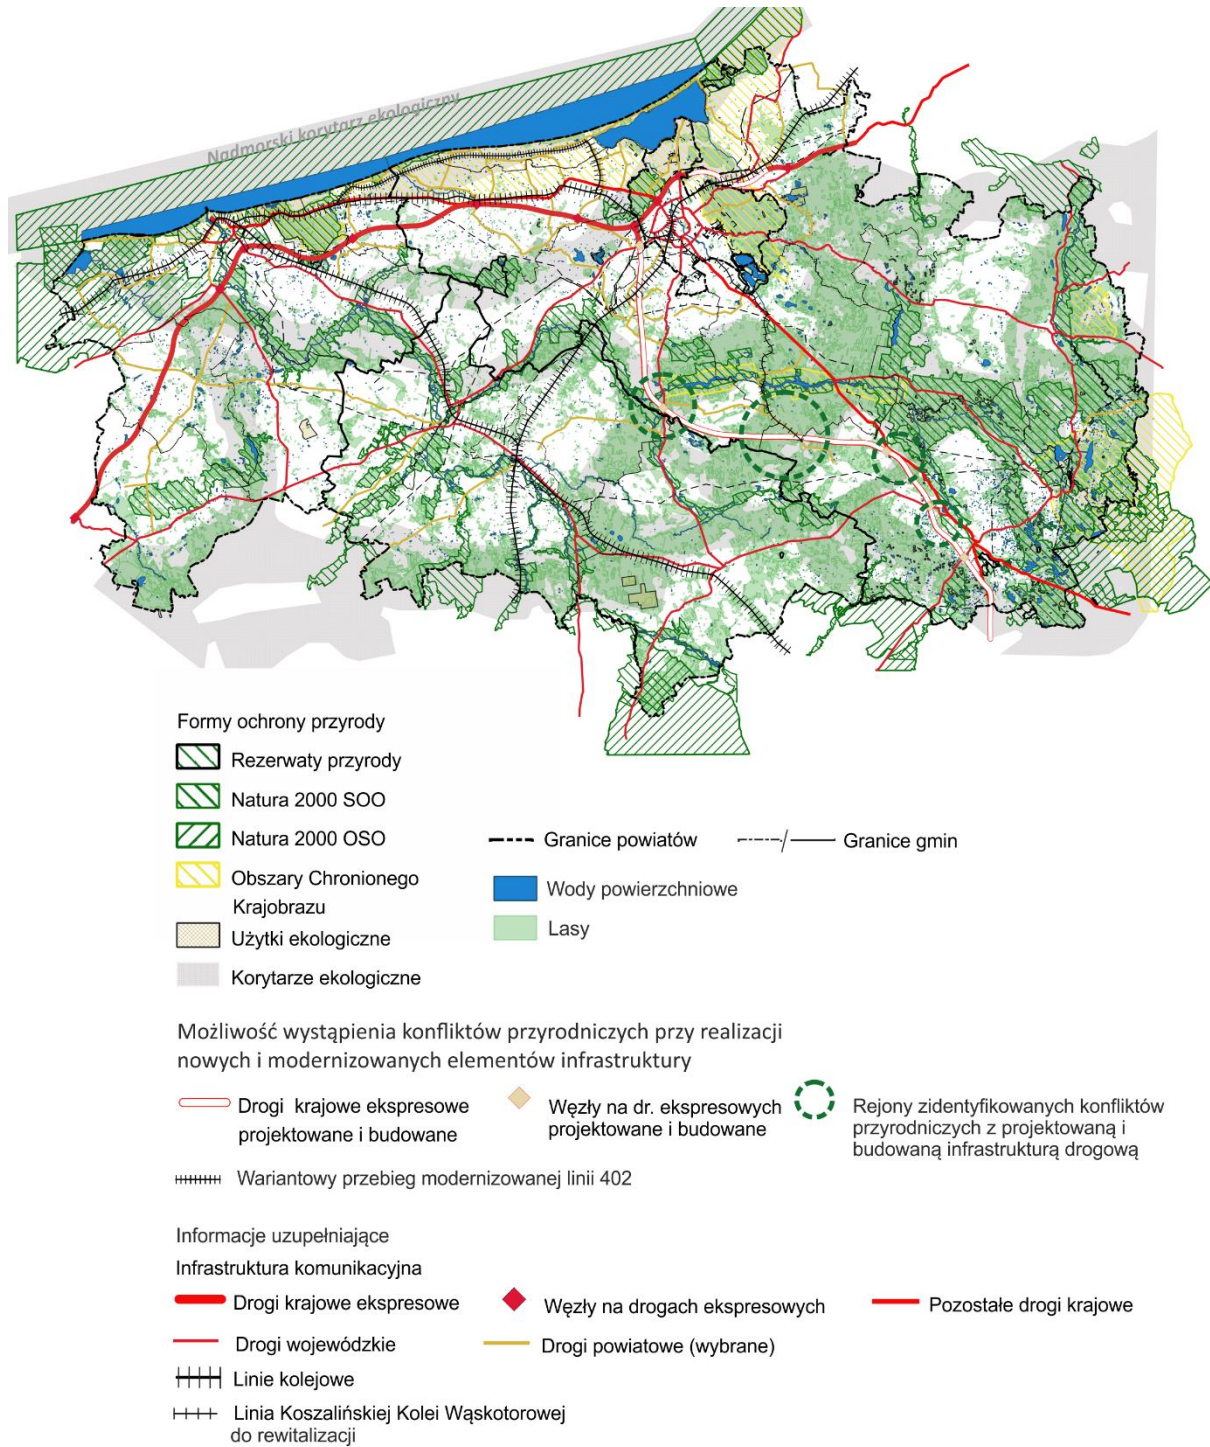 Nadmorski korytarz ekologiczny
Formy ochrony przyrody
Rezerwaty przyrody
Natura 2000 SOO
Natura 2000 OSO
Obszary Chronionego
Krajobrazu
Użytki ekologiczne
Korytarze ekologiczne
Granice powiatów
Granice gmin
Wody powierzchniowe
Lasy
Możliwość wystąpienia konfliktów przyrodniczych przy realizacji
nowych i modernizowanych elementów infrastruktury
Drogi krajowe ekspresowe
projektowane i budowane
Węzły na dr. ekspresowych
projektowane i budowane
Rejony zidentyfikowanych konfliktów
przyrodniczych z projektowaną i
budowaną infrastrukturą drogową
Wariantowy przebieg modernizowanej linii 402
Informacje uzupełniające
Infrastruktura komunikacyjna
Drogi krajowe ekspresowe
Węzły na drogach ekspresowych
Pozostałe drogi krajowe
Drogi wojewódzkie
Drogi powiatowe (wybrane)
Linie kolejowe
Linia Koszalińskiej Kolei Wąskotorowej
do rewitalizacji